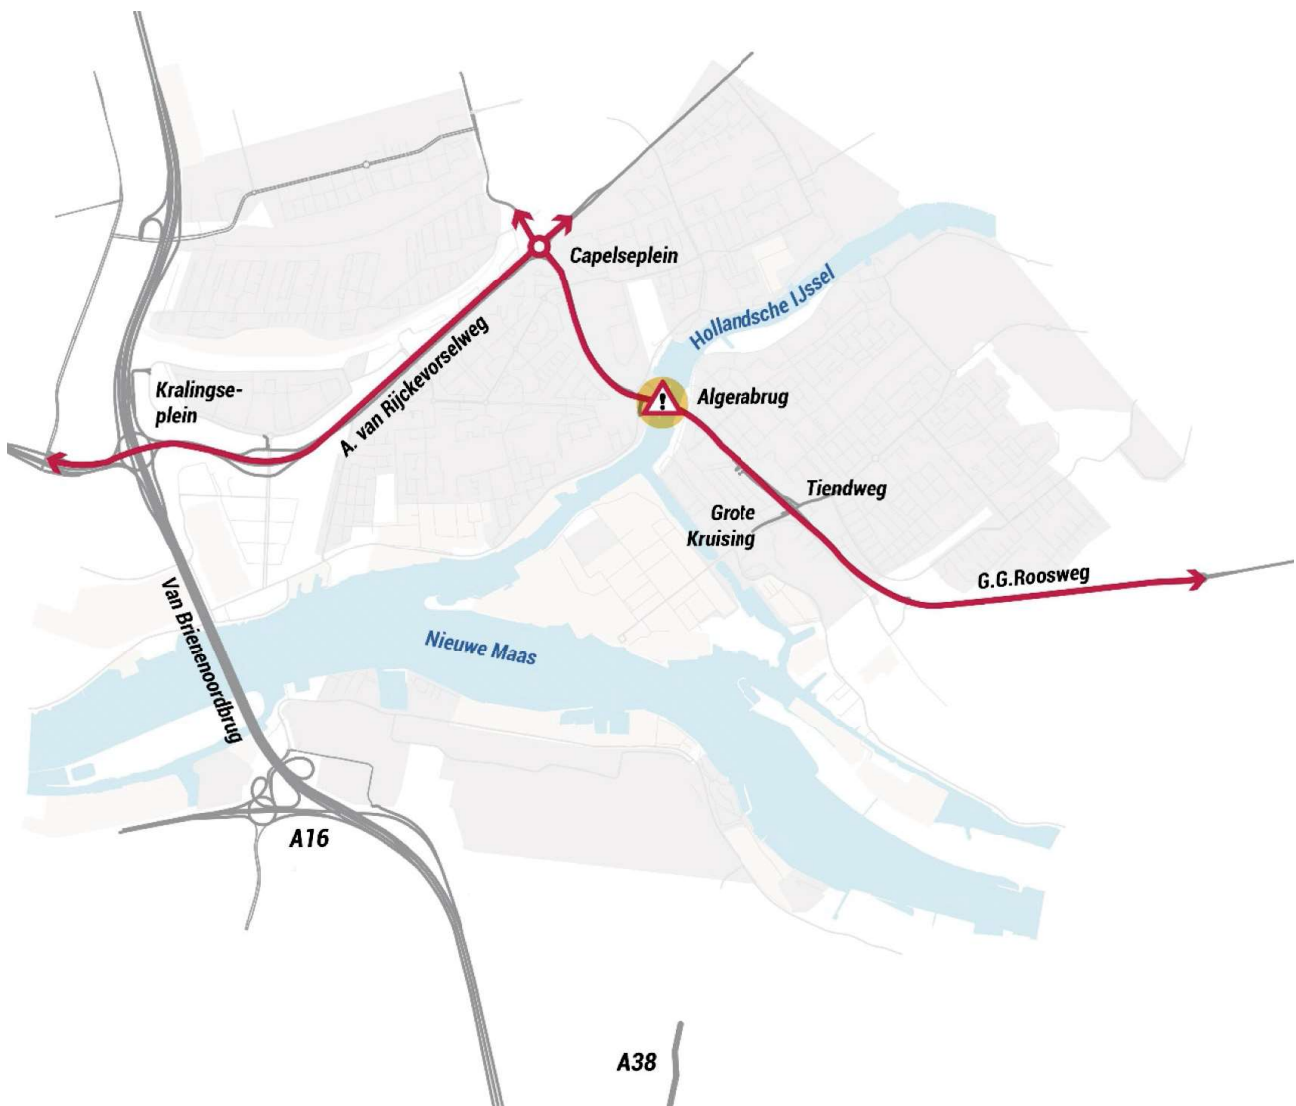 Capelseplein
Hollandsche IJssel
A. van Rijckevorselweg
Kralingse-
plein
!
Algerabrug
Tiendweg
Grote
Kruising
G.G.Roosweg
Van Brienenoordbrug
Nieuwe Maas
A16
A38